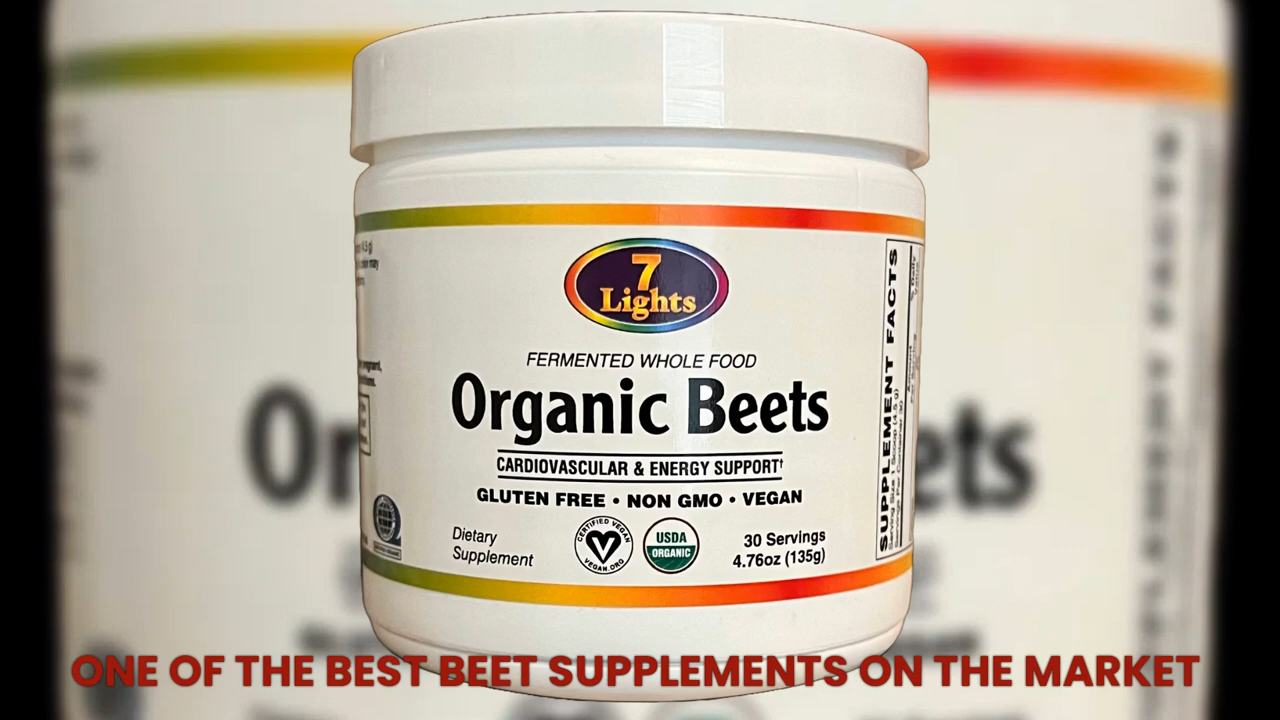 7
Lights
FERMENTED WHOLE FOOD
Organic Beets
CARDIOVASCULAR & ENERGY SUPPORT†
GLUTEN FREE • NON GMO • VEGAN
Dietary
Supplement
CERTIFIED VEGAN
VEGAN.ORG
USDA
ORGANIC
30 Servings
4.76oz (135g)
SUPPLEMENT FACTS
ONE OF THE BEST BEET SUPPLEMENTS ON THE MARKET